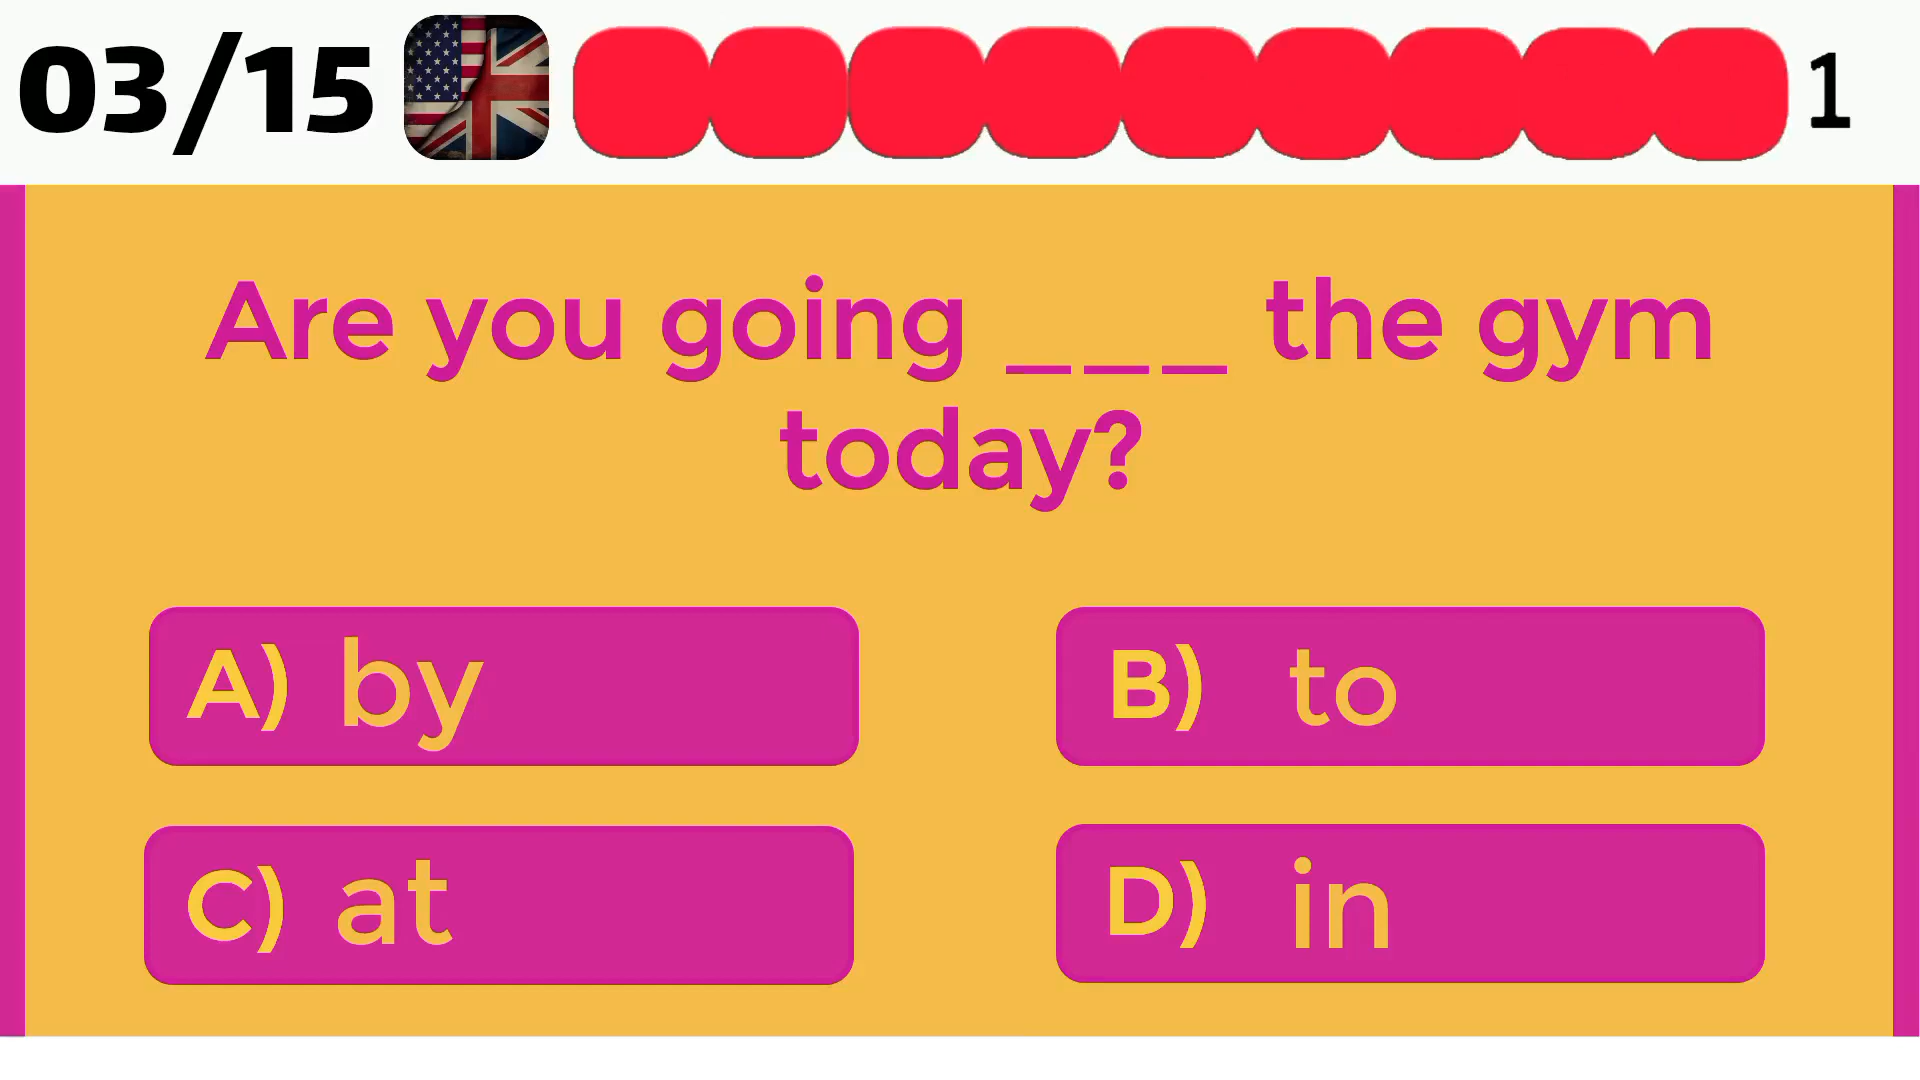 03/15 1
Are you going ___ the gym
today?
A) by
B) to
C) at
D) in